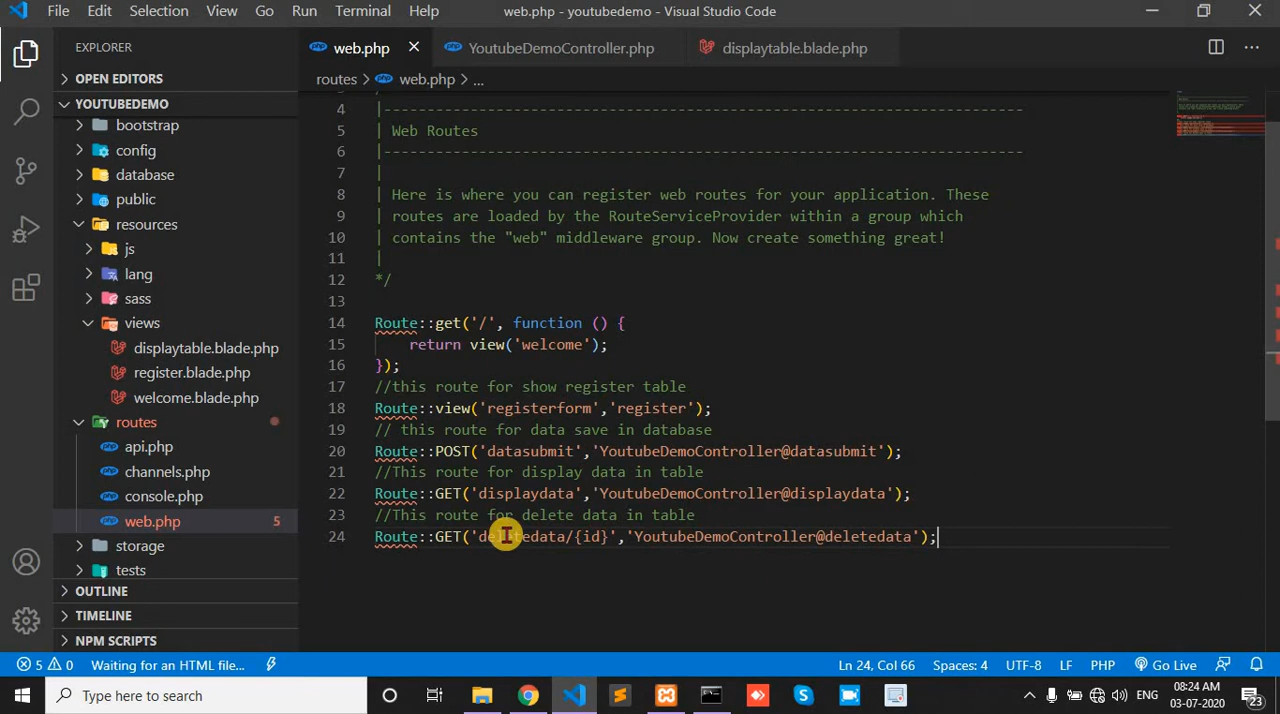 File Edit Selection View Go Run Terminal Help web.php - youtubedemo - Visual Studio Code
EXPLORER
web.php YoutubeDemoController.php displaytable.blade.php
OPEN EDITORS
routes > web.php > ...
YOUTUBEDEMO
bootstrap
config
database
public
resources
js
lang
sass
views
displaytable.blade.php
register.blade.php
welcome.blade.php
routes
api.php
channels.php
console.php
web.php 5
storage
tests
OUTLINE
TIMELINE
NPM SCRIPTS
4 |--------------------------------------------------------------------------
5 | Web Routes
6 |--------------------------------------------------------------------------
7 |
8 | Here is where you can register web routes for your application. These
9 | routes are loaded by the RouteServiceProvider within a group which
10 | contains the "web" middleware group. Now create something great!
11 |
12 */
13
14 Route::get('/', function () {
15 return view('welcome');
16 });
17 //this route for show register table
18 Route::view('registerform','register');
19 // this route for data save in database
20 Route::POST('datasubmit','YoutubeDemoController@datasubmit');
21 //This route for display data in table
22 Route::GET('displaydata','YoutubeDemoController@displaydata');
23 //This route for delete data in table
24 Route::GET('deletedata/{id}','YoutubeDemoController@deletedata');
5 0 Waiting for an HTML file... Ln 24, Col 66 Spaces: 4 UTF-8 LF PHP Go Live
Type here to search
ENG
08:24 AM
03-07-2020
23